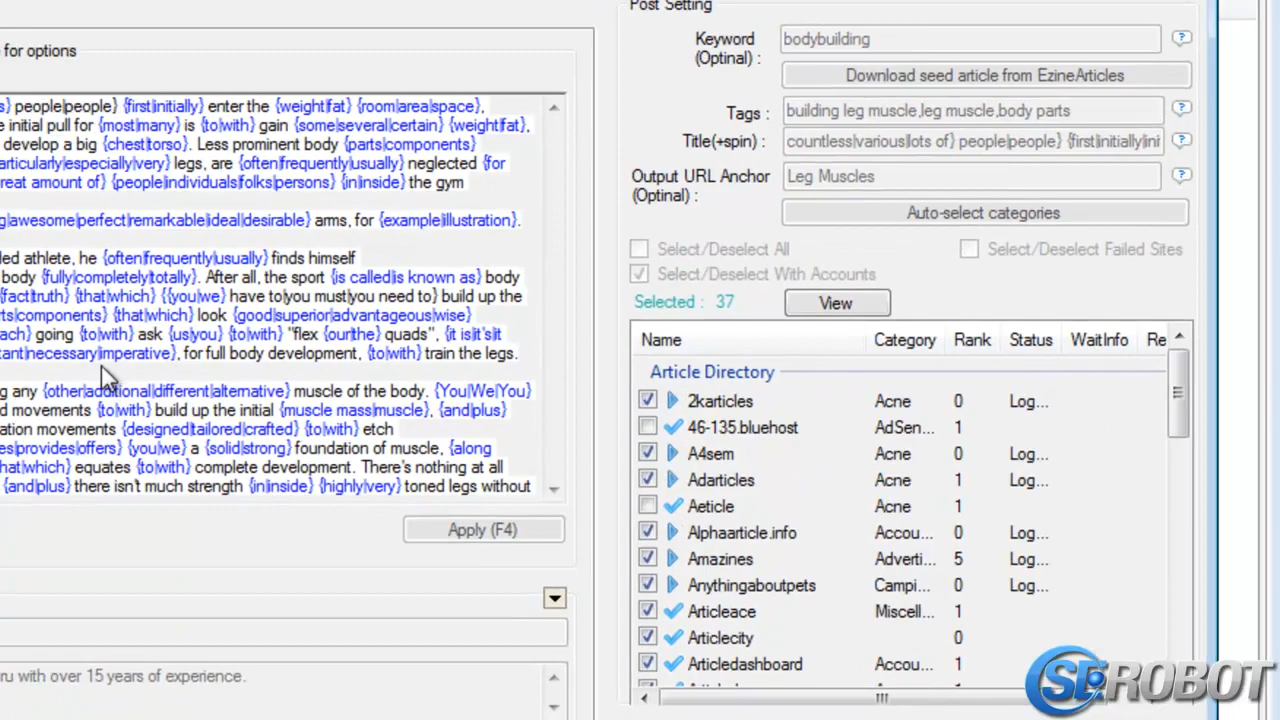 Post Setting
e for options
Keyword (Optinal) : bodybuilding
Download seed article from EzineArticles
Tags : building leg muscle,leg muscle,body parts
Title(+spin) : countless|various|lots of} people|people} {first|initially|ini
Output URL Anchor (Optinal) : Leg Muscles
Auto-select categories
Select/Deselect All Select/Deselect Failed Sites
Select/Deselect With Accounts
Selected : 37 View
s} people|people} {first|initially} enter the {weight|fat} {room|area|space},
e initial pull for {most|many} is {to|with} gain {some|several|certain} {weight|fat},
develop a big {chest|torso}. Less prominent body {parts|components}
articularly|especially|very} legs, are {often|frequently|usually} neglected {for
reat amount of} {people|individuals|folks|persons} {in|inside} the gym
g|awesome|perfect|remarkable|ideal|desirable} arms, for {example|illustration}.
led athlete, he {often|frequently|usually} finds himself
body {fully|completely|totally}. After all, the sport {is called|is known as} body
{fact|truth} {that|which} {{you|we} have to|you must|you need to} build up the
rts|components} {that|which} look {good|superior|advantageous|wise}
ach} going {to|with} ask {us|you} {to|with} "flex {our|the} quads", {it is|it's|it
tant|necessary|imperative}, for full body development, {to|with} train the legs.
g any {other|additional|different|alternative} muscle of the body. {You|We|You}
d movements {to|with} build up the initial {muscle mass|muscle}, {and|plus}
ation movements {designed|tailored|crafted} {to|with} etch
es|provides|offers} {you|we} a {solid|strong} foundation of muscle, {along
hat|which} equates {to|with} complete development. There's nothing at all
{and|plus} there isn't much strength {in|inside} {highly|very} toned legs without
Apply (F4)
ru with over 15 years of experience.
Name Category Rank Status WaitInfo Re
Article Directory
2karticles Acne 0 Log...
46-135.bluehost AdSen... 1
A4sem Acne 0 Log...
Adarticles Acne 1 Log...
Aeticle Acne 1
Alphaarticle.info Accou... 0 Log...
Amazines Adverti... 5 Log...
Anythingaboutpets Campi... 0 Log...
Articleace Miscell... 1
Articlecity 0
Articledashboard Accou... 1
SEROBOT